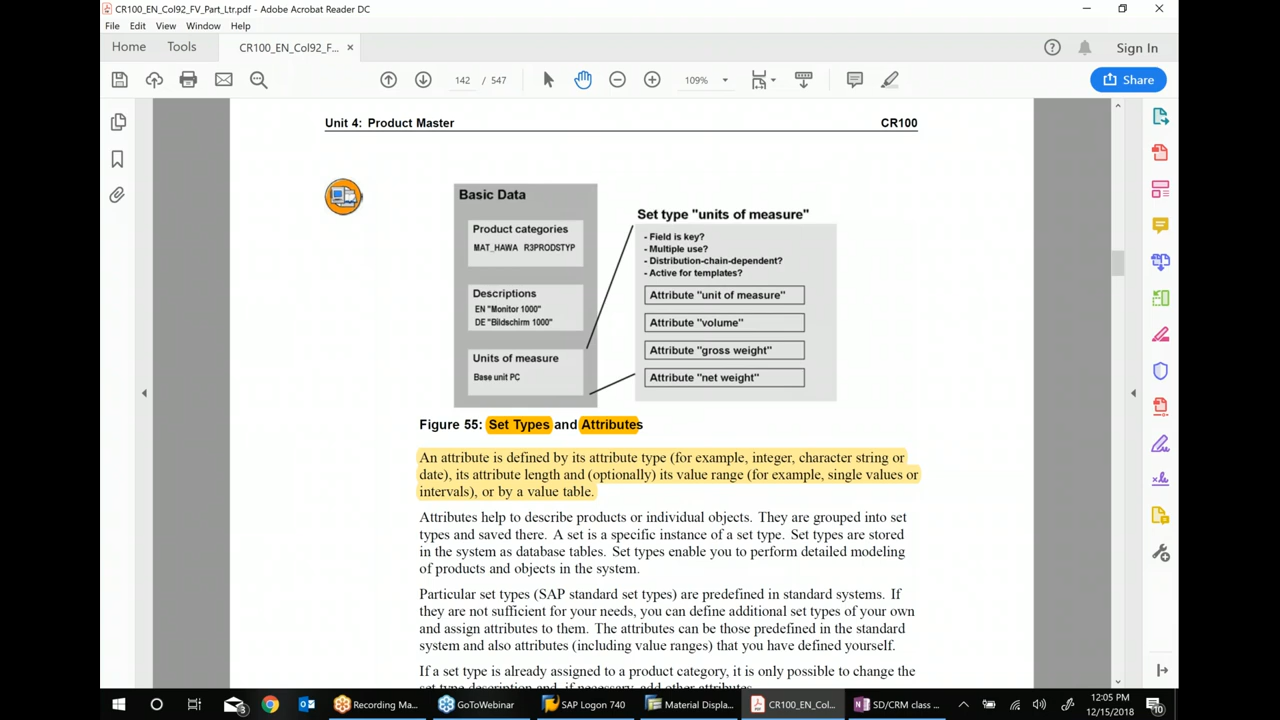 CR100_EN_Col92_FV_Part_Ltr.pdf - Adobe Acrobat Reader DC
File Edit View Window Help
Home Tools CR100_EN_Col92_F... × Sign In
142 / 547 109% Share
Unit 4: Product Master CR100
Basic Data
Product categories
MAT_HAWA R3PRODSTYP
Descriptions
EN "Monitor 1000"
DE "Bildschirm 1000"
Units of measure
Base unit PC
Set type "units of measure"
- Field is key?
- Multiple use?
- Distribution-chain-dependent?
- Active for templates?
Attribute "unit of measure"
Attribute "volume"
Attribute "gross weight"
Attribute "net weight"
Figure 55: Set Types and Attributes
An attribute is defined by its attribute type (for example, integer, character string or
date), its attribute length and (optionally) its value range (for example, single values or
intervals), or by a value table.
Attributes help to describe products or individual objects. They are grouped into set
types and saved there. A set is a specific instance of a set type. Set types are stored
in the system as database tables. Set types enable you to perform detailed modeling
of products and objects in the system.
Particular set types (SAP standard set types) are predefined in standard systems. If
they are not sufficient for your needs, you can define additional set types of your own
and assign attributes to them. The attributes can be those predefined in the standard
system and also attributes (including value ranges) that you have defined yourself.
If a set type is already assigned to a product category, it is only possible to change the
set type description and, if necessary, add other attributes.
Recording Ma... GoToWebinar SAP Logon 740 Material Displa... CR100_EN_Col... SD/CRM class ... 12:05 PM
12/15/2018